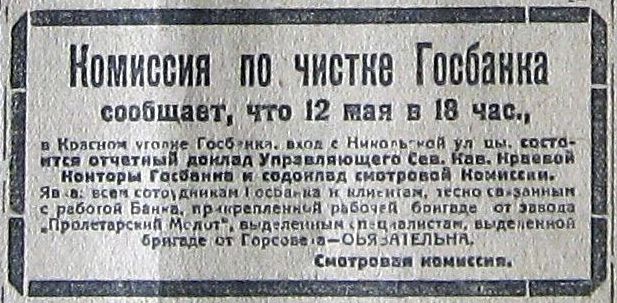 Комиссия по чистке Госбанка
сообщает, что 12 мая в 18 час.,
в Красном уголке Госбанка, вход с Никольской улицы, состо-
ится отчетный доклад Управляющего Сев. Кав. Краевой
Конторы Госбанка и содоклад смотровой Комиссии.
Явка: всем сотрудникам Госбанка и клиентам, тесно связанным
с работой Банка, прикрепленной рабочей бригаде от завода
„Пролетарский Молот", выделенным специалистам, выделенной
бригаде от Горсовета—ОБЯЗАТЕЛЬНА.
Смотровая комиссия.